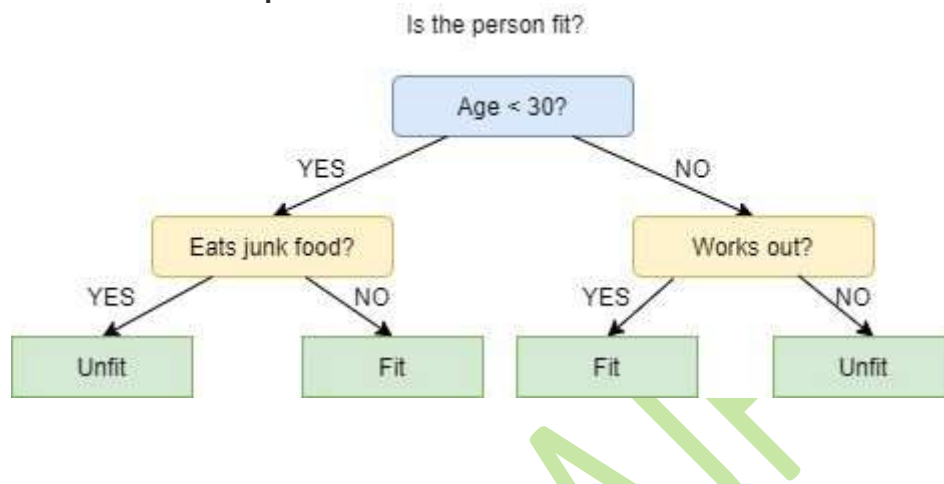 Is the person fit?
Age < 30?
YES
NO
Eats junk food?
Works out?
YES
NO
YES
NO
Unfit
Fit
Fit
Unfit